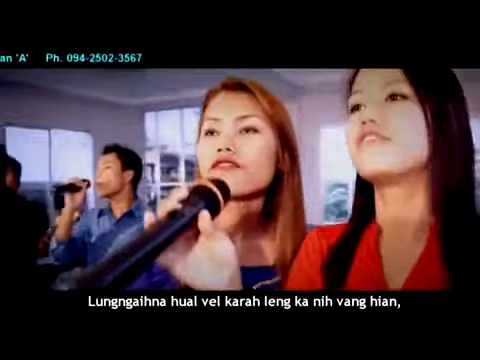 an 'A'    Ph. 094-2502-3567
Lungngaihna hual vel karah leng ka nih vang hian,